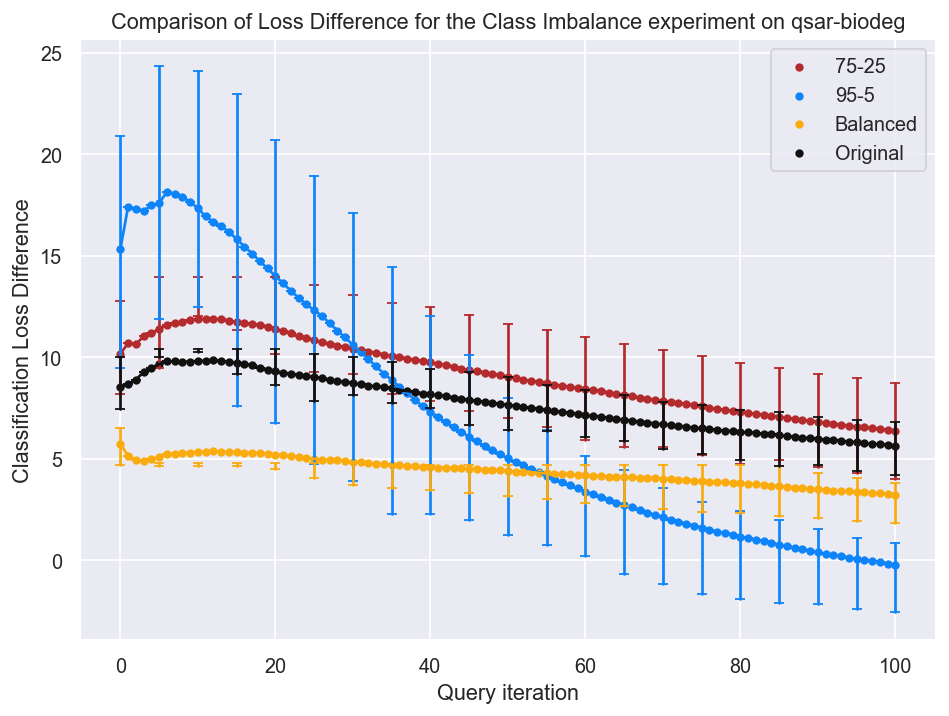 Comparison of Loss Difference for the Class Imbalance experiment on qsar-biodeg
25
20
15
10
5
0
Classification Loss Difference
75-25
95-5
Balanced
Original
0 20 40 60 80 100
Query iteration